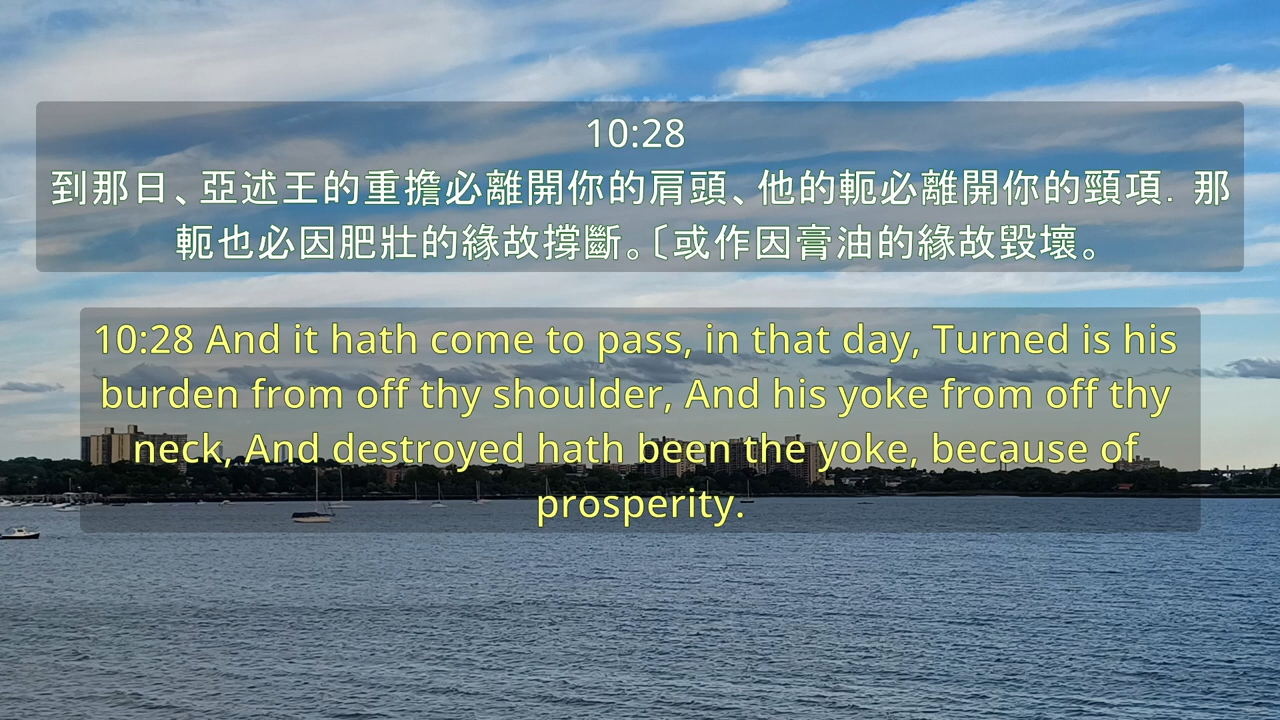 10:28
到那日、亞述王的重擔必離開你的肩頭、他的軛必離開你的頸項. 那
軛也必因肥壯的緣故撐斷。〔或作因膏油的緣故毀壞。
10:28 And it hath come to pass, in that day, Turned is his
burden from off thy shoulder, And his yoke from off thy
neck, And destroyed hath been the yoke, because of
prosperity.